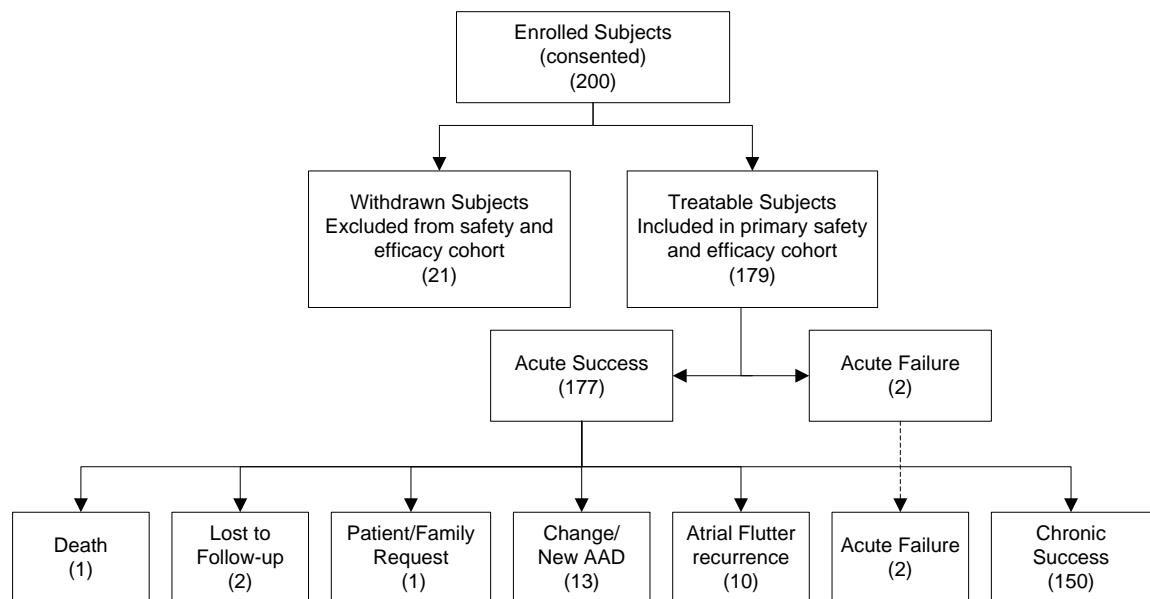 Enrolled Subjects
(consented)
(200)
Withdrawn Subjects
Excluded from safety and
efficacy cohort
(21)
Treatable Subjects
Included in primary safety
and efficacy cohort
(179)
Acute Success
(177)
Acute Failure
(2)
Death
(1)
Lost to
Follow-up
(2)
Patient/Family
Request
(1)
Change/
New AAD
(13)
Atrial Flutter
recurrence
(10)
Acute Failure
(2)
Chronic
Success
(150)